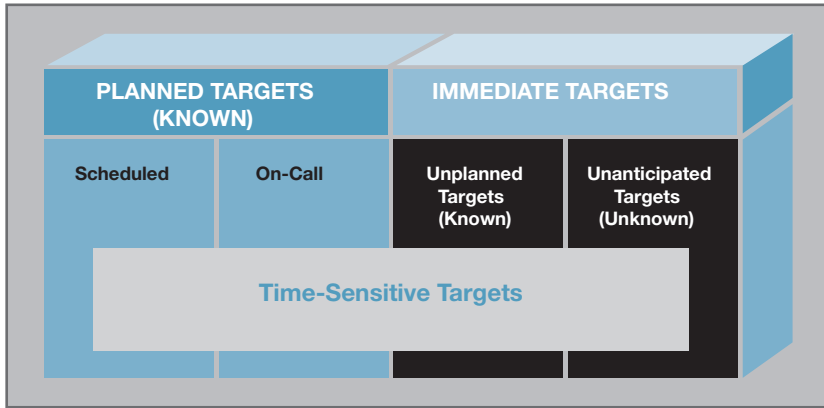 PLANNED TARGETS
(KNOWN)
IMMEDIATE TARGETS
Scheduled
On-Call
Unplanned
Targets
(Known)
Unanticipated
Targets
(Unknown)
Time-Sensitive Targets